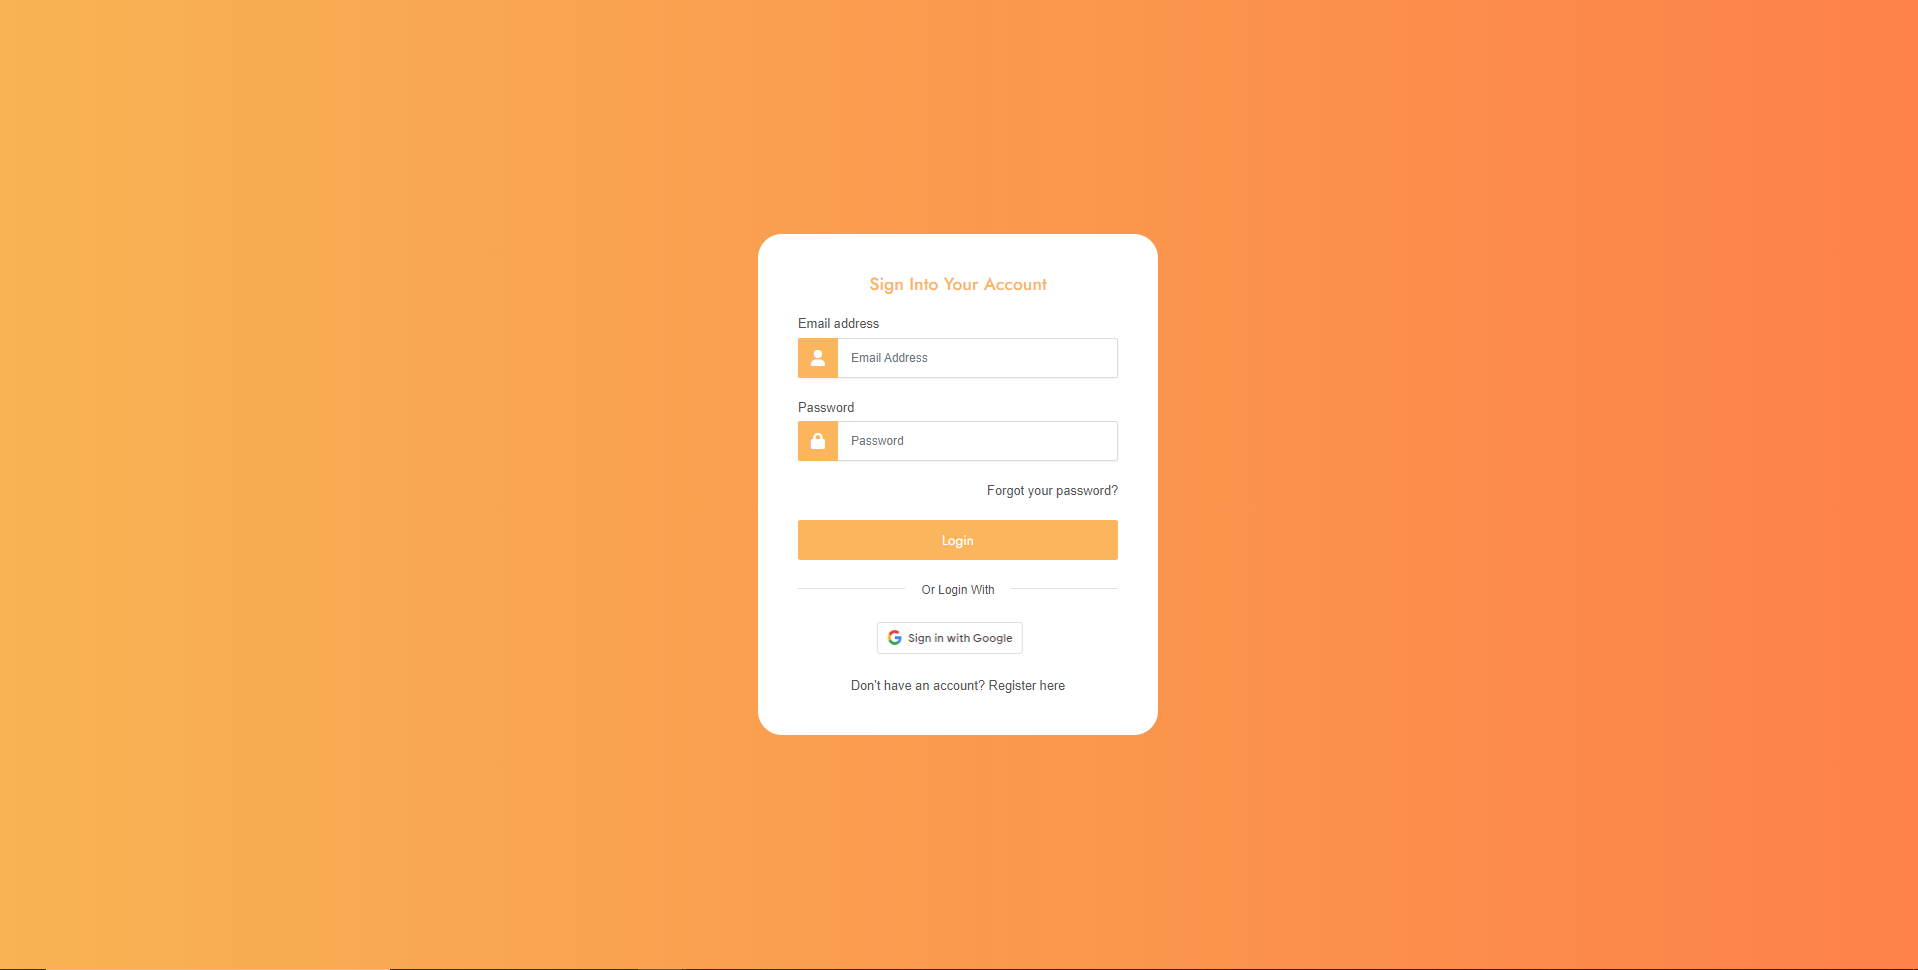 Sign Into Your Account
Email address
Email Address
Password
Password
Forgot your password?
Login
Or Login With
Sign in with Google
Don't have an account? Register here